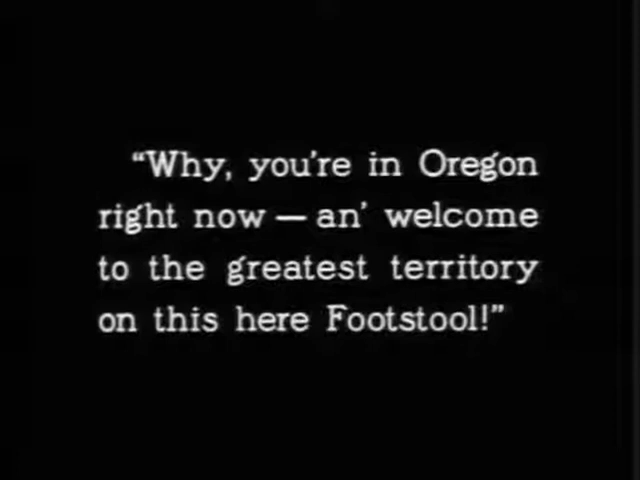 “Why, you're in Oregon
right now — an' welcome
to the greatest territory
on this here Footstool!”